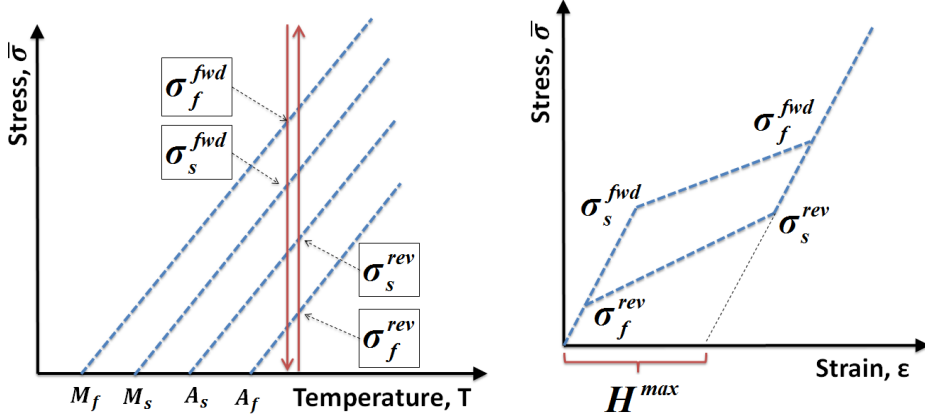 Stress, σ̅
σ_f^fwd
σ_s^fwd
σ_s^rev
σ_f^rev
M_f M_s A_s A_f Temperature, T
Stress, σ̅
σ_f^fwd
σ_s^fwd
σ_s^rev
σ_f^rev
Strain, ε
H^max